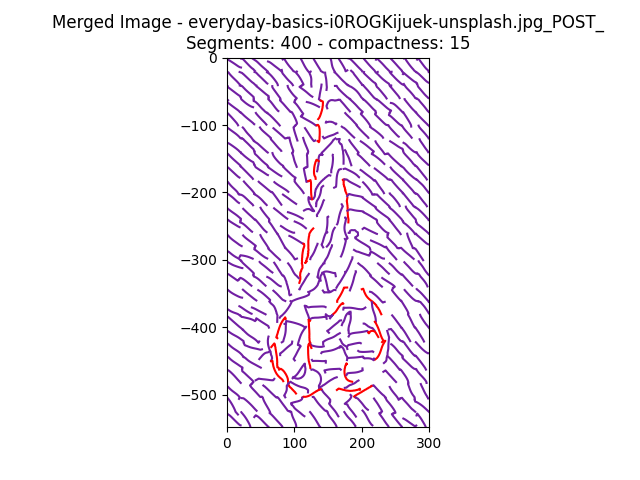 Merged Image - everyday-basics-i0ROGKijuek-unsplash.jpg_POST_
Segments: 400 - compactness: 15
0
−100
−200
−300
−400
−500
0 100 200 300